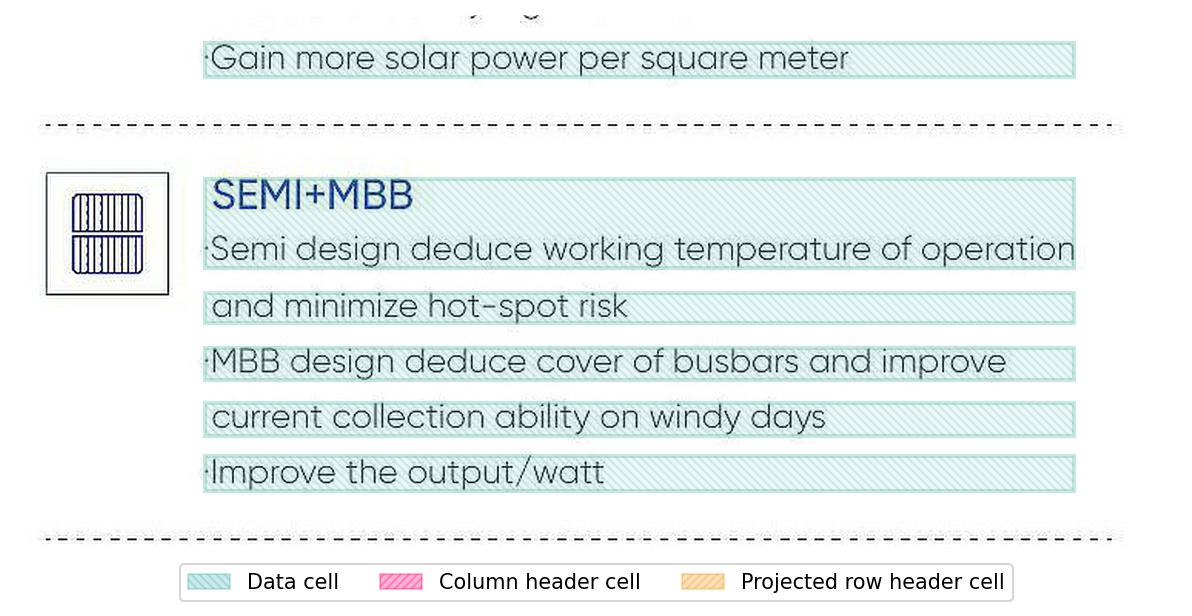 ·Gain more solar power per square meter
SEMI+MBB
·Semi design deduce working temperature of operation
and minimize hot-spot risk
·MBB design deduce cover of busbars and improve
current collection ability on windy days
·Improve the output/watt
Data cell
Column header cell
Projected row header cell